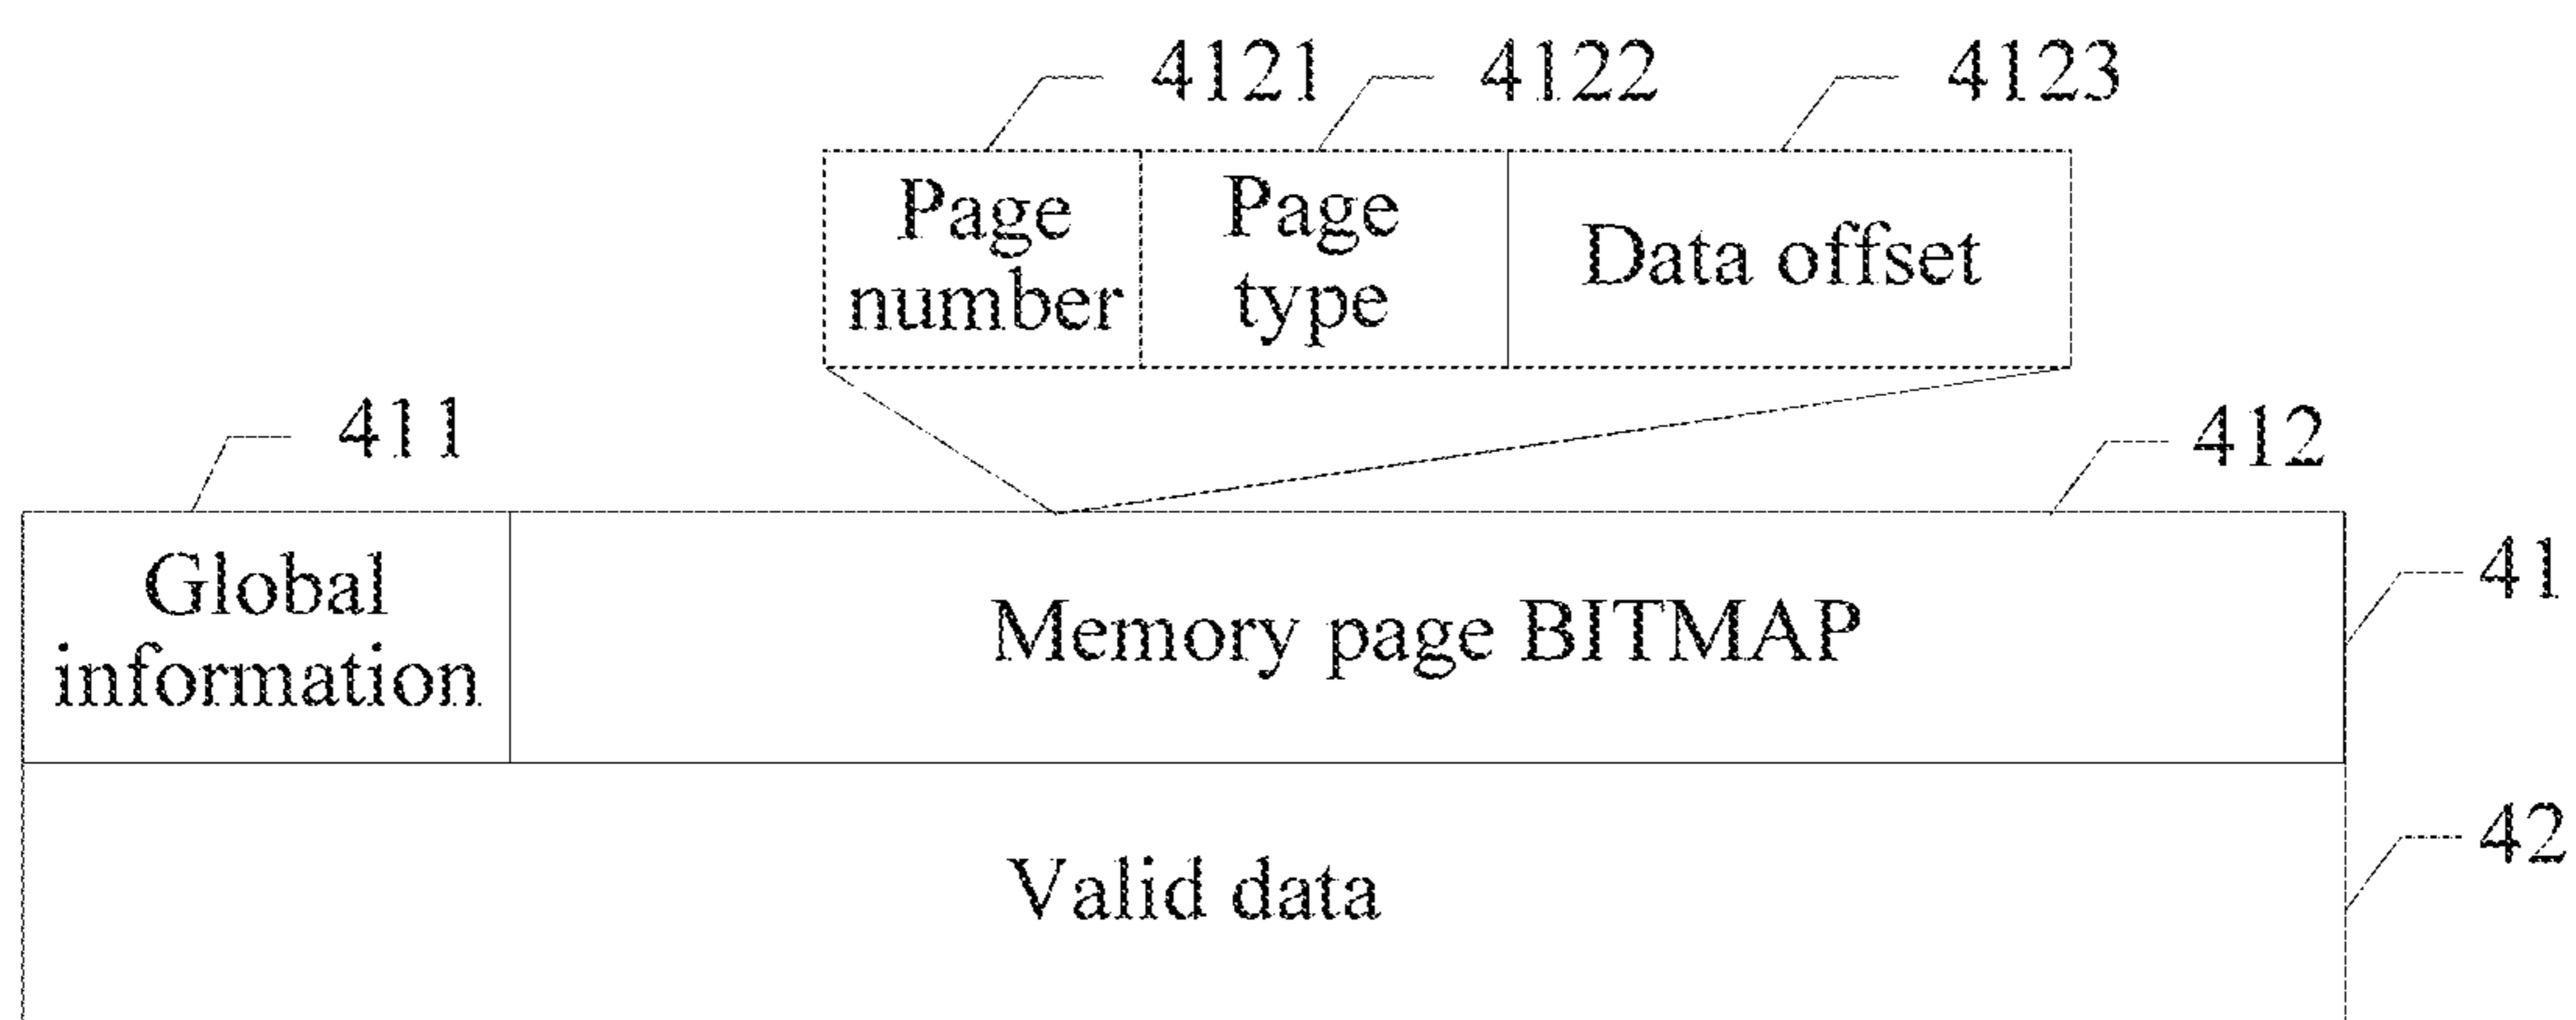 4121
4122
4123
Page
number
Page
type
Data offset
411
412
Global
information
Memory page BITMAP
41
Valid data
42